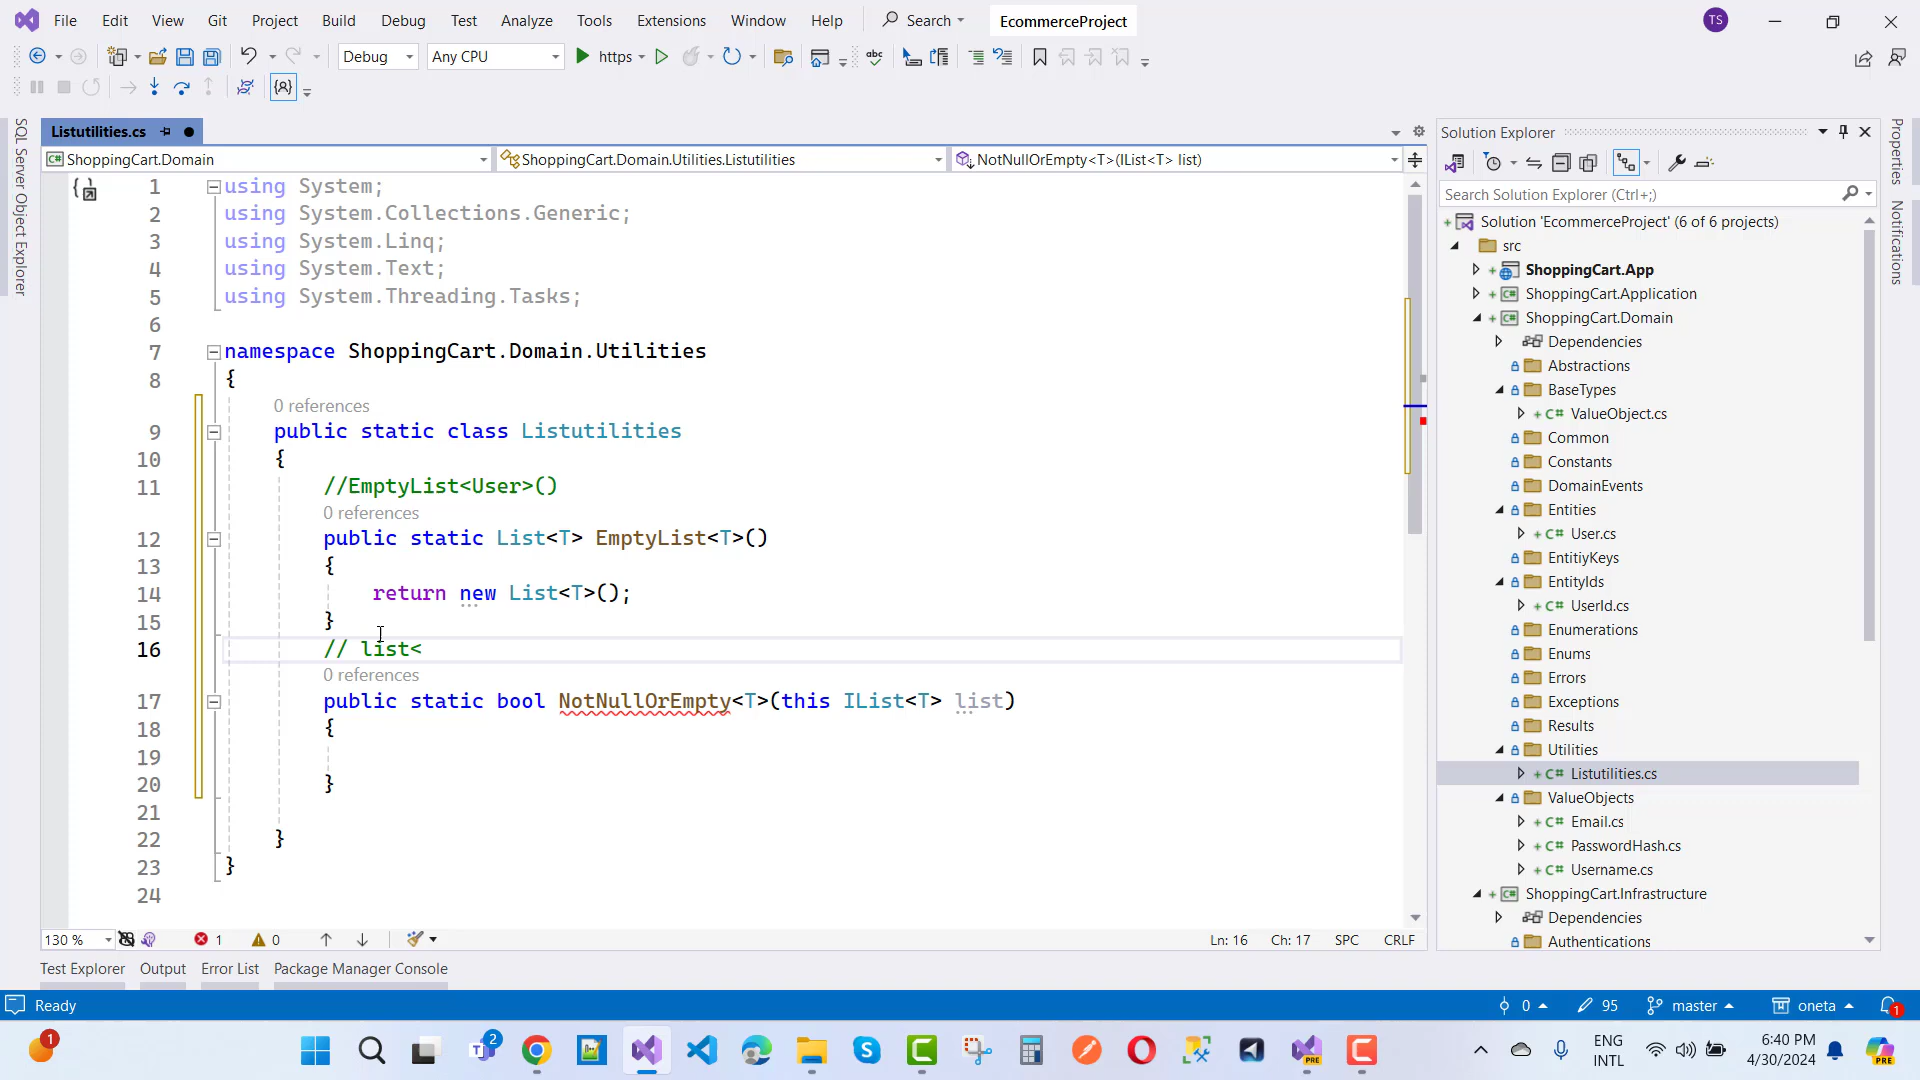 File Edit View Git Project Build Debug Test Analyze Tools Extensions Window Help Search EcommerceProject TS
Debug Any CPU https
Listutilities.cs
ShoppingCart.Domain ShoppingCart.Domain.Utilities.Listutilities NotNullOrEmpty<T>(IList<T> list)
SQL Server Object Explorer
1 using System;
2 using System.Collections.Generic;
3 using System.Linq;
4 using System.Text;
5 using System.Threading.Tasks;
6
7 namespace ShoppingCart.Domain.Utilities
8 {
0 references
9 public static class Listutilities
10 {
11 //EmptyList<User>()
0 references
12 public static List<T> EmptyList<T>()
13 {
14 return new List<T>();
15 }
16 // list<
0 references
17 public static bool NotNullOrEmpty<T>(this IList<T> list)
18 {
19
20 }
21
22 }
23 }
24
130 % 1 0 Ln: 16 Ch: 17 SPC CRLF
Test Explorer Output Error List Package Manager Console
Solution Explorer
Search Solution Explorer (Ctrl+;)
Solution 'EcommerceProject' (6 of 6 projects)
src
ShoppingCart.App
ShoppingCart.Application
ShoppingCart.Domain
Dependencies
Abstractions
BaseTypes
C# ValueObject.cs
Common
Constants
DomainEvents
Entities
C# User.cs
EntitiyKeys
EntityIds
C# UserId.cs
Enumerations
Enums
Errors
Exceptions
Results
Utilities
C# Listutilities.cs
ValueObjects
C# Email.cs
C# PasswordHash.cs
C# Username.cs
ShoppingCart.Infrastructure
Dependencies
Authentications
Properties
Notifications
Ready 0 95 master oneta 1
1 2 PRE ENG INTL 6:40 PM 4/30/2024 PRE